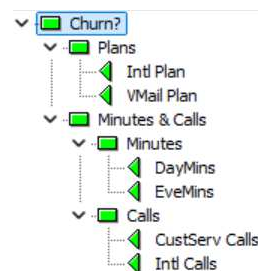 Churn?
Plans
Intl Plan
VMail Plan
Minutes & Calls
Minutes
DayMins
EveMins
Calls
CustServ Calls
Intl Calls